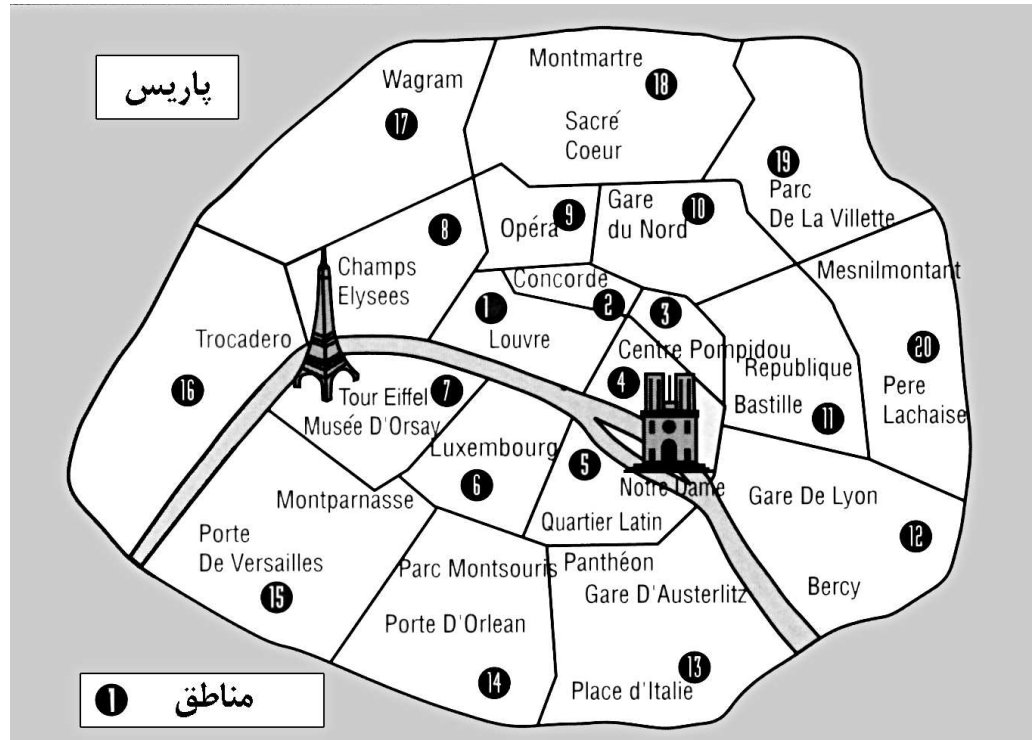 پاریس
Wagram
17
Montmartre
18
Sacré
Coeur
19
Parc
De La Villette
8
Champs
Elysees
Opéra
9
Gare
du Nord
10
Mesnilmontant
Concorde
2
1
Louvre
3
Trocadero
16
Centre Pompidou
4
Republique
Bastille
11
20
Pere
Lachaise
Tour Eiffel
7
Musée D'Orsay
Luxembourg
6
5
Notre Dame
Quartier Latin
Gare De Lyon
12
Bercy
Montparnasse
Porte
De Versailles
15
Parc Montsouris
Porte D'Orlean
14
Panthéon
Gare D'Austerlitz
13
Place d'Italie
مناطق
1